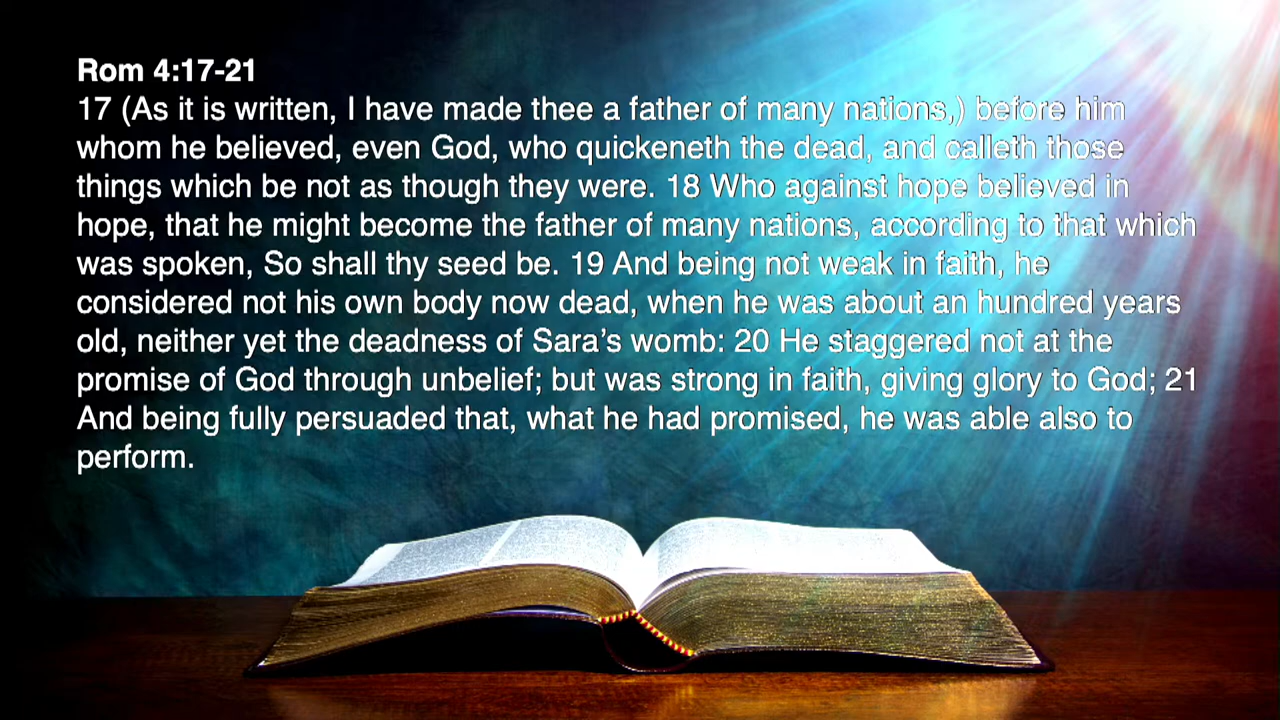 Rom 4:17-21
17 (As it is written, I have made thee a father of many nations,) before him
whom he believed, even God, who quickeneth the dead, and calleth those
things which be not as though they were. 18 Who against hope believed in
hope, that he might become the father of many nations, according to that which
was spoken, So shall thy seed be. 19 And being not weak in faith, he
considered not his own body now dead, when he was about an hundred years
old, neither yet the deadness of Sara’s womb: 20 He staggered not at the
promise of God through unbelief; but was strong in faith, giving glory to God; 21
And being fully persuaded that, what he had promised, he was able also to
perform.